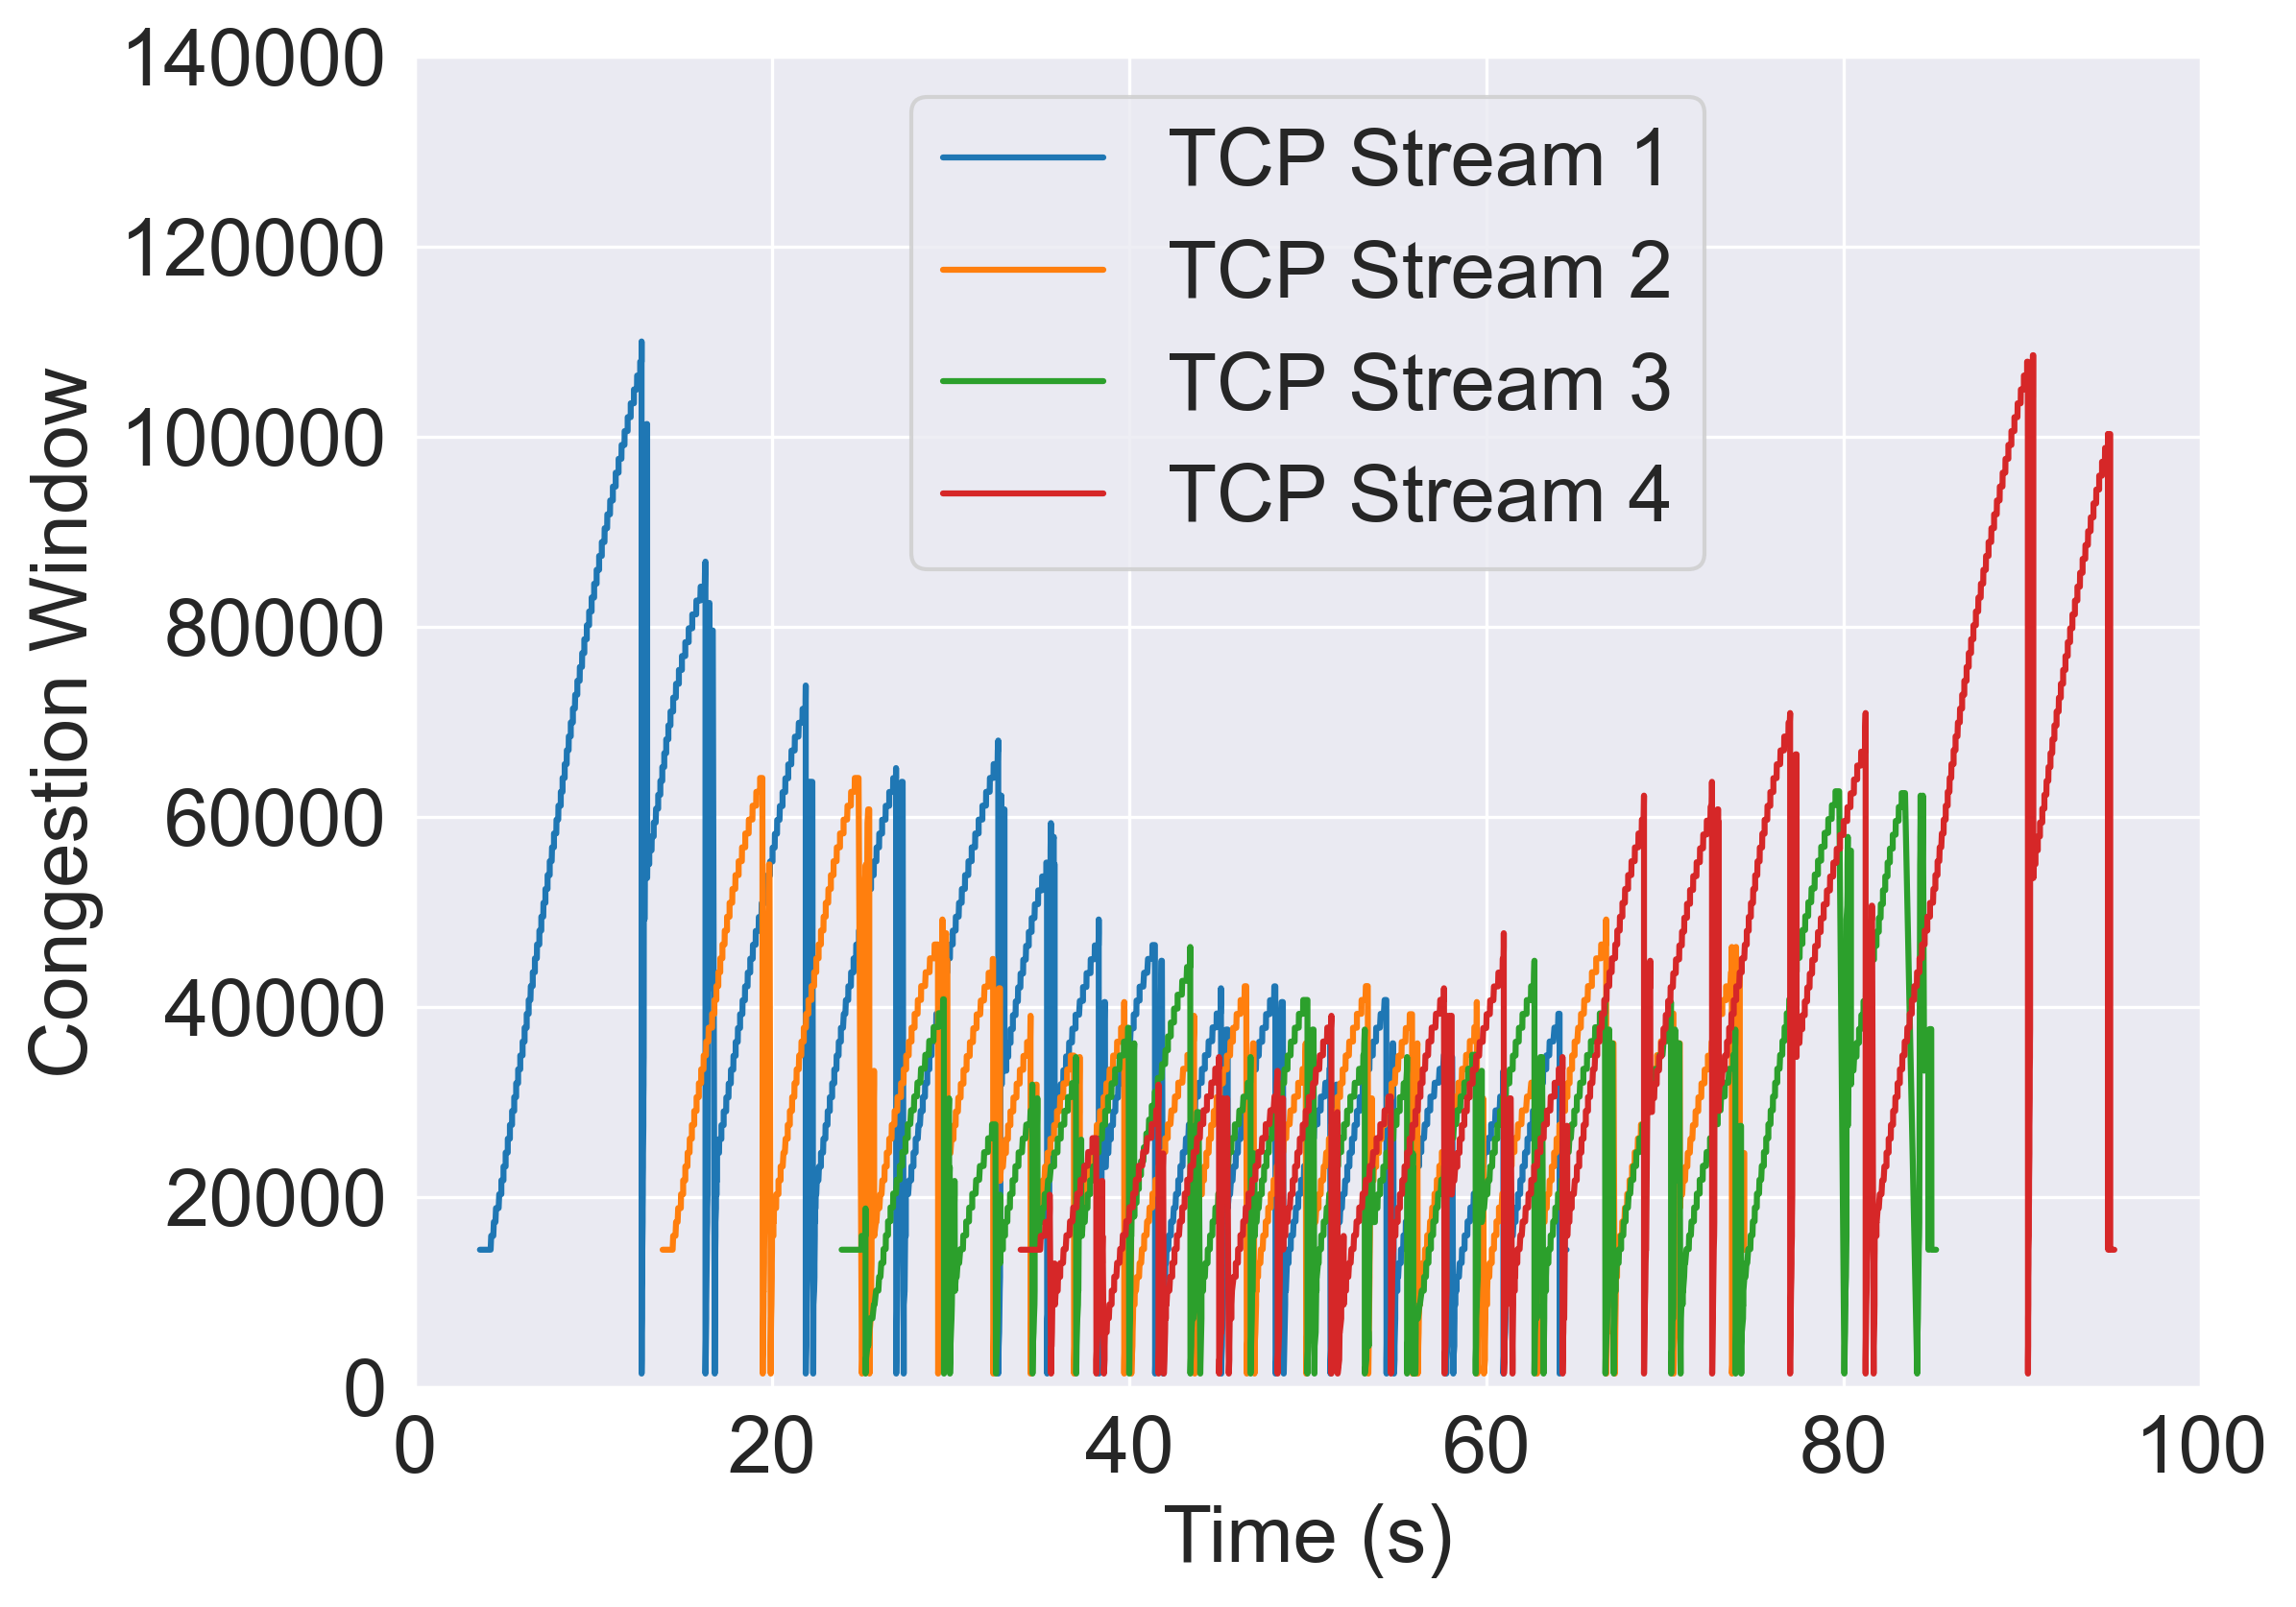 140000
120000
100000
80000
60000
40000
20000
0
Congestion Window
TCP Stream 1
TCP Stream 2
TCP Stream 3
TCP Stream 4
0 20 40 60 80 100
Time (s)